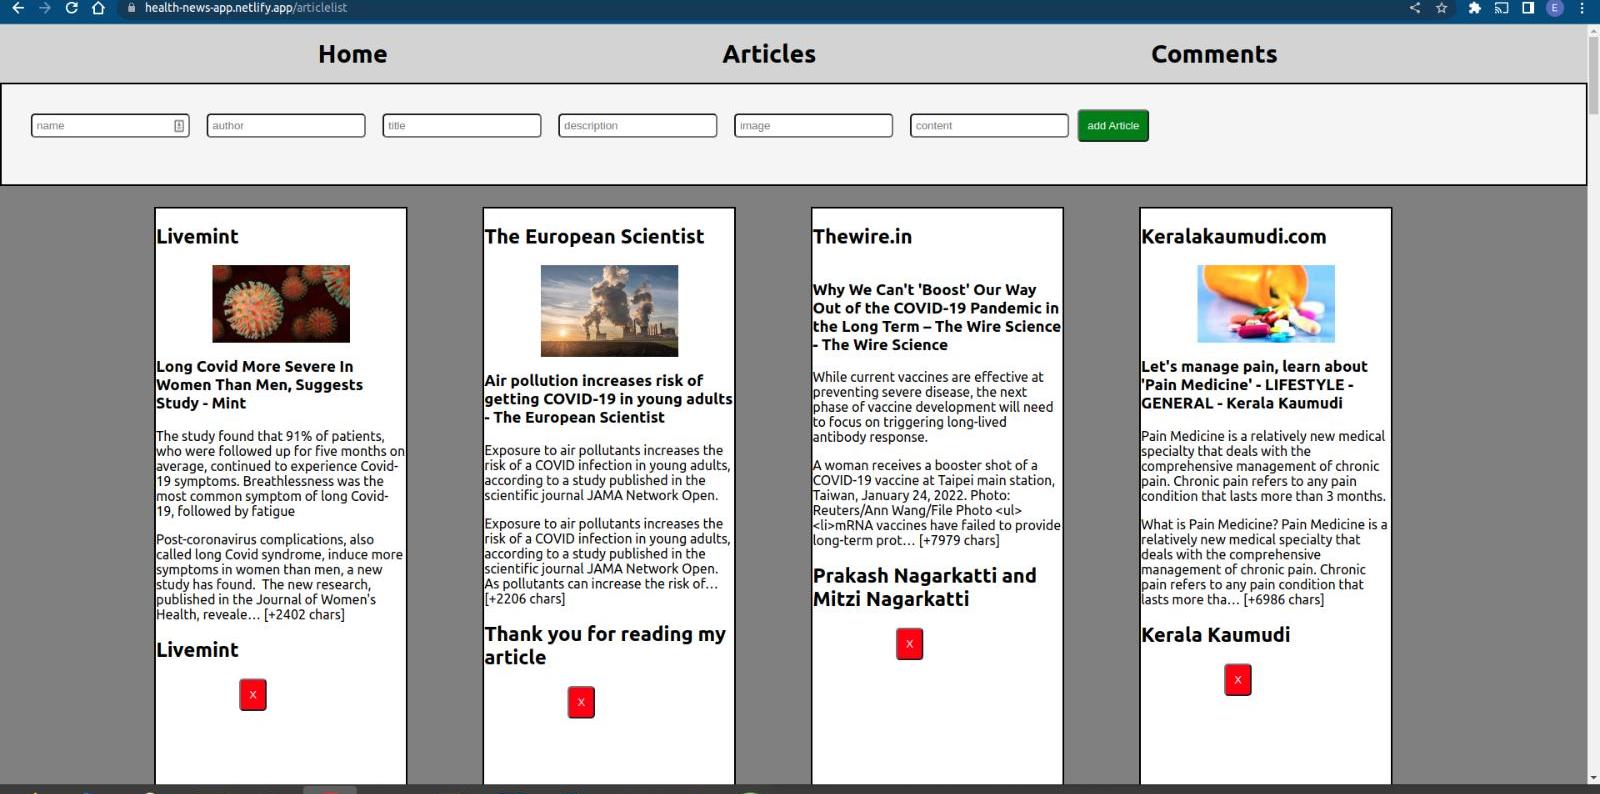 health-news-app.netlify.app/articlelist
E
Home Articles Comments
name author title description image content add Article
Livemint
Long Covid More Severe In
Women Than Men, Suggests
Study - Mint
The study found that 91% of patients,
who were followed up for five months on
average, continued to experience Covid-
19 symptoms. Breathlessness was the
most common symptom of long Covid-
19, followed by fatigue
Post-coronavirus complications, also
called long Covid syndrome, induce more
symptoms in women than men, a new
study has found. The new research,
published in the Journal of Women's
Health, reveale… [+2402 chars]
Livemint
X
The European Scientist
Air pollution increases risk of
getting COVID-19 in young adults
- The European Scientist
Exposure to air pollutants increases the
risk of a COVID infection in young adults,
according to a study published in the
scientific journal JAMA Network Open.
Exposure to air pollutants increases the
risk of a COVID infection in young adults,
according to a study published in the
scientific journal JAMA Network Open.
As pollutants can increase the risk of…
[+2206 chars]
Thank you for reading my
article
X
Thewire.in
Why We Can't 'Boost' Our Way
Out of the COVID-19 Pandemic in
the Long Term – The Wire Science
- The Wire Science
While current vaccines are effective at
preventing severe disease, the next
phase of vaccine development will need
to focus on triggering long-lived
antibody response.
A woman receives a booster shot of a
COVID-19 vaccine at Taipei main station,
Taiwan, January 24, 2022. Photo:
Reuters/Ann Wang/File Photo <ul>
<li>mRNA vaccines have failed to provide
long-term prot… [+7979 chars]
Prakash Nagarkatti and
Mitzi Nagarkatti
X
Keralakaumudi.com
Let's manage pain, learn about
'Pain Medicine' - LIFESTYLE -
GENERAL - Kerala Kaumudi
Pain Medicine is a relatively new medical
specialty that deals with the
comprehensive management of chronic
pain. Chronic pain refers to any pain
condition that lasts more than 3 months.
What is Pain Medicine? Pain Medicine is a
relatively new medical specialty that
deals with the comprehensive
management of chronic pain. Chronic
pain refers to any pain condition that
lasts more tha… [+6986 chars]
Kerala Kaumudi
X